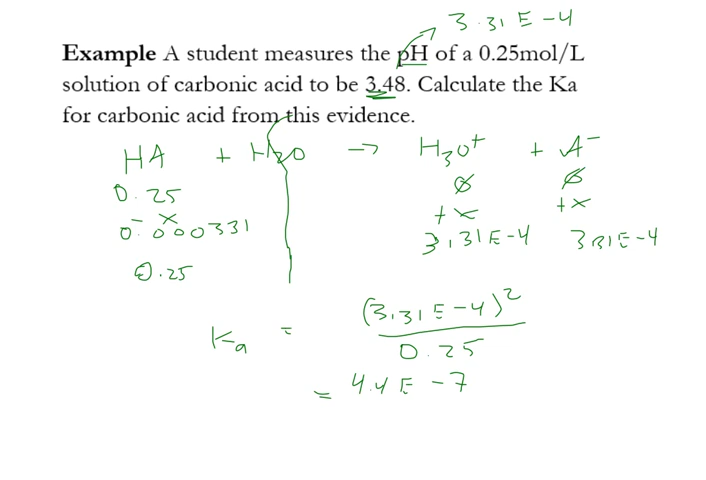 3.31 E -4
Example A student measures the pH of a 0.25mol/L
solution of carbonic acid to be 3.48. Calculate the Ka
for carbonic acid from this evidence.
HA + H2O → H3O+ + A-
0.25 Ø Ø
- x +x +x
0.000331 3.31E-4 3.31E-4
0.25
Ka = (3.31E-4)²
0.25
= 4.4E-7